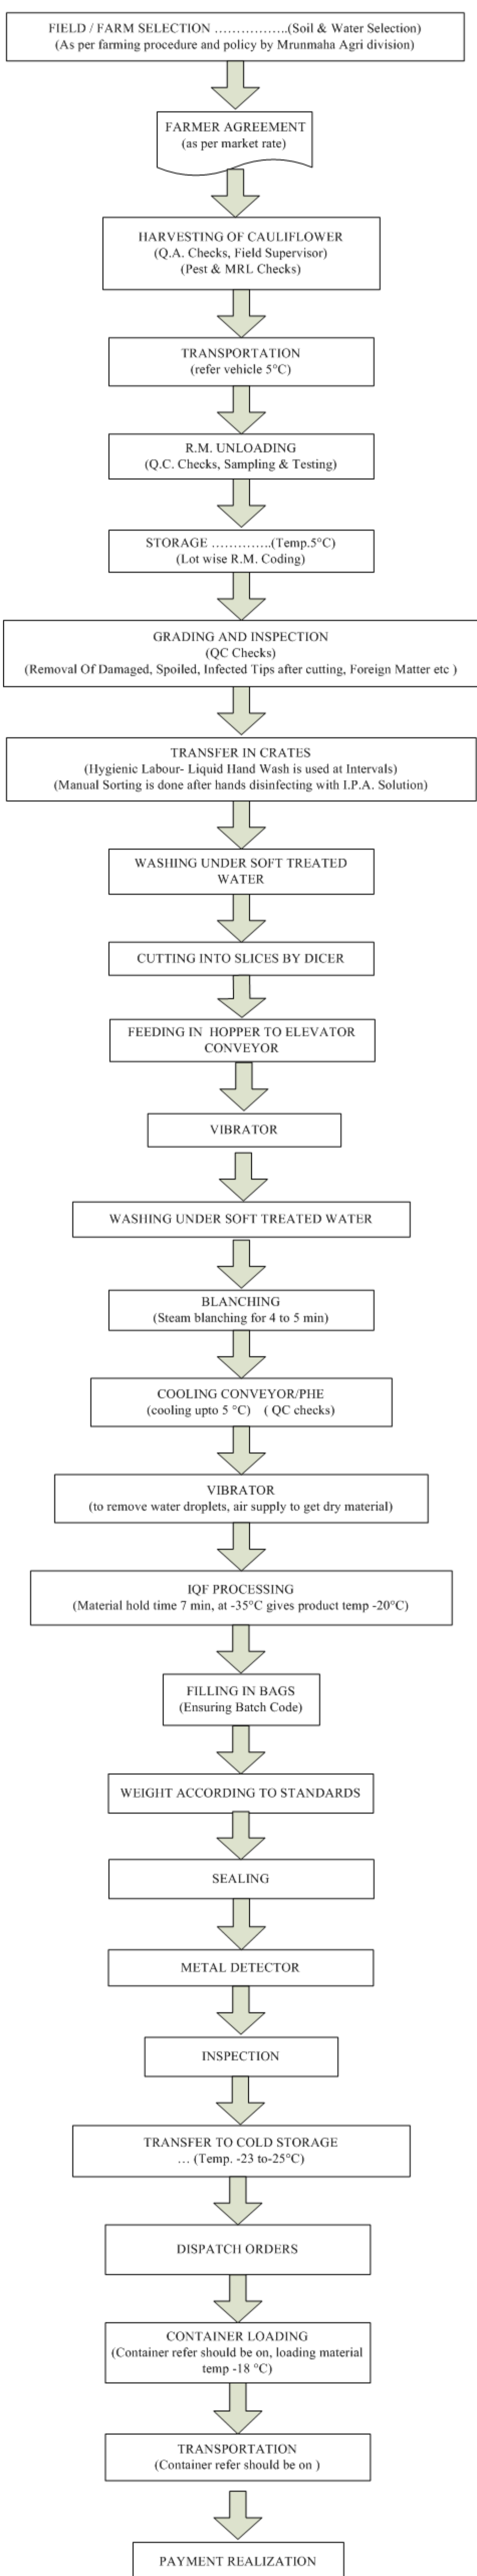 FIELD / FARM SELECTION ………………..(Soil & Water Selection)
(As per farming procedure and policy by Mrunmaha Agri division)
FARMER AGREEMENT
(as per market rate)
HARVESTING OF CAULIFLOWER
(Q.A. Checks, Field Supervisor)
(Pest & MRL Checks)
TRANSPORTATION
(refer vehicle 5°C)
R.M. UNLOADING
(Q.C. Checks, Sampling & Testing)
STORAGE …………..(Temp.5°C)
(Lot wise R.M. Coding)
GRADING AND INSPECTION
(QC Checks)
(Removal Of Damaged, Spoiled, Infected Tips after cutting, Foreign Matter etc )
TRANSFER IN CRATES
(Hygienic Labour- Liquid Hand Wash is used at Intervals)
(Manual Sorting is done after hands disinfecting with I.P.A. Solution)
WASHING UNDER SOFT TREATED
WATER
CUTTING INTO SLICES BY DICER
FEEDING IN  HOPPER TO ELEVATOR
CONVEYOR
VIBRATOR
WASHING UNDER SOFT TREATED WATER
BLANCHING
(Steam blanching for 4 to 5 min)
COOLING CONVEYOR/PHE
(cooling upto 5 °C)   ( QC checks)
VIBRATOR
(to remove water droplets, air supply to get dry material)
IQF PROCESSING
(Material hold time 7 min, at -35°C gives product temp -20°C)
FILLING IN BAGS
(Ensuring Batch Code)
WEIGHT ACCORDING TO STANDARDS
SEALING
METAL DETECTOR
INSPECTION
TRANSFER TO COLD STORAGE
… (Temp. -23 to-25°C)
DISPATCH ORDERS
CONTAINER LOADING
(Container refer should be on, loading material
temp -18 °C)
TRANSPORTATION
(Container refer should be on )
PAYMENT REALIZATION